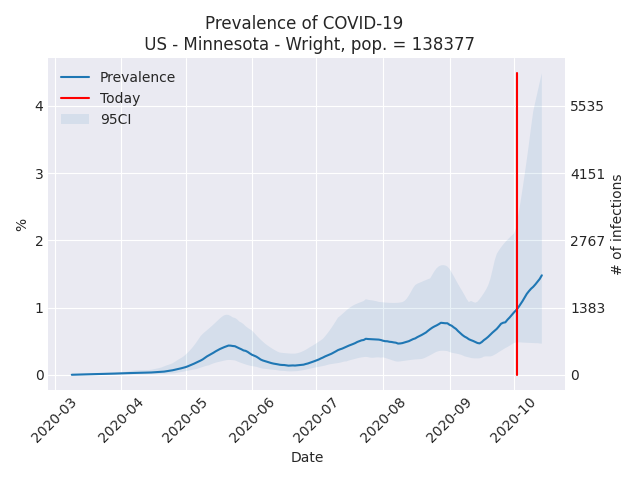 Prevalence of COVID-19
US - Minnesota - Wright, pop. = 138377
Prevalence
Today
95CI
4
3
2
1
0
%
5535
4151
2767
1383
0
# of infections
2020-03
2020-04
2020-05
2020-06
2020-07
2020-08
2020-09
2020-10
Date